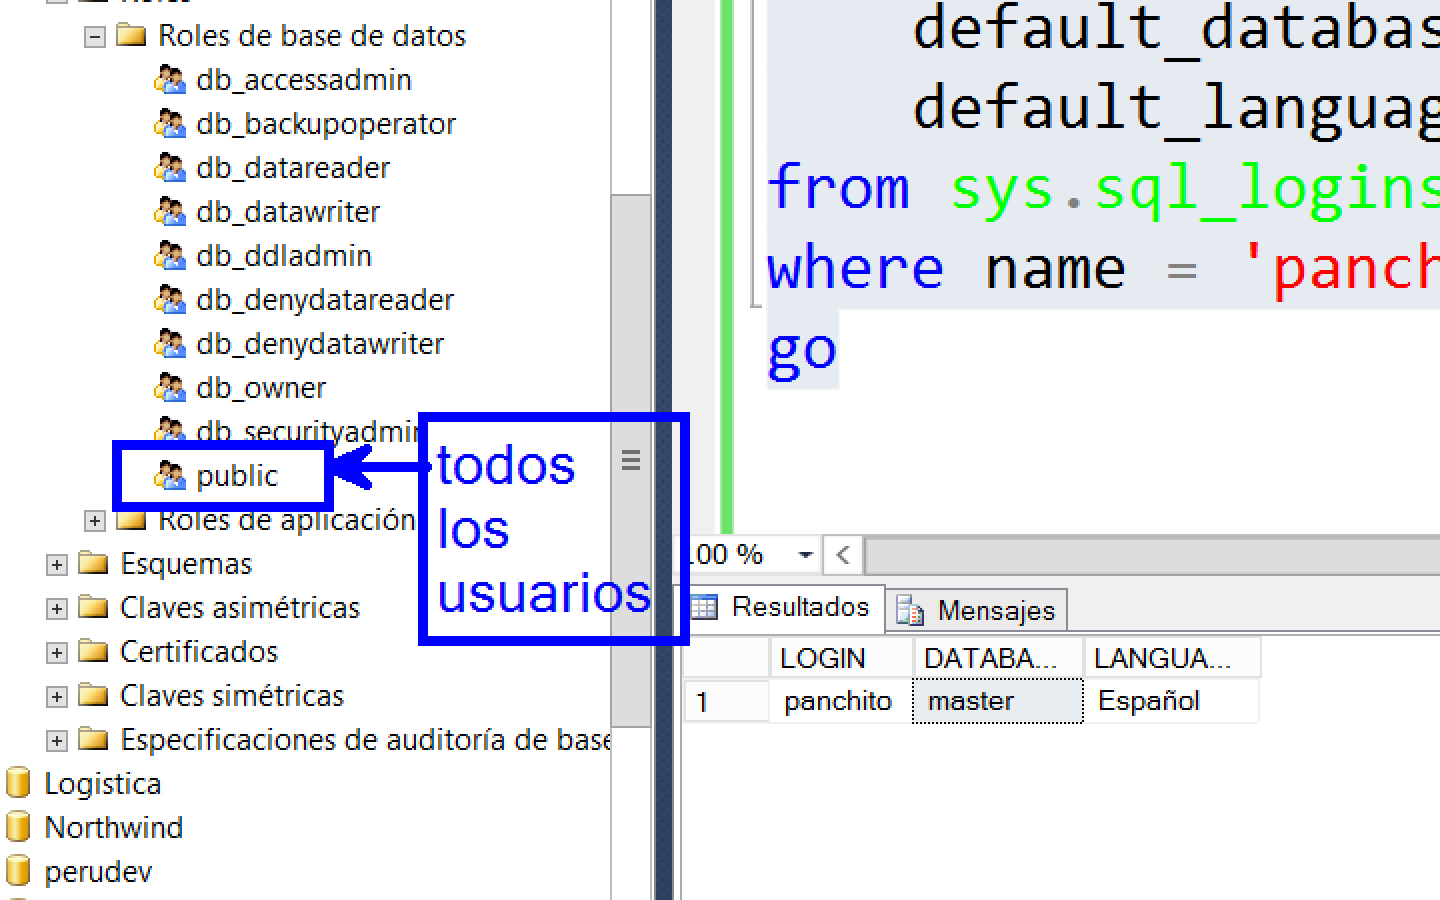 Roles de base de datos
db_accessadmin
db_backupoperator
db_datareader
db_datawriter
db_ddladmin
db_denydatareader
db_denydatawriter
db_owner
db_securityadmin
public
Roles de aplicación
Esquemas
Claves asimétricas
Certificados
Claves simétricas
Especificaciones de auditoría de base
Logistica
Northwind
perudev
todos
los
usuarios
default_databas
default_languag
from sys.sql_logins
where name = 'panch
go
100 %
Resultados Mensajes
LOGIN DATABA... LANGUA...
1 panchito master Español